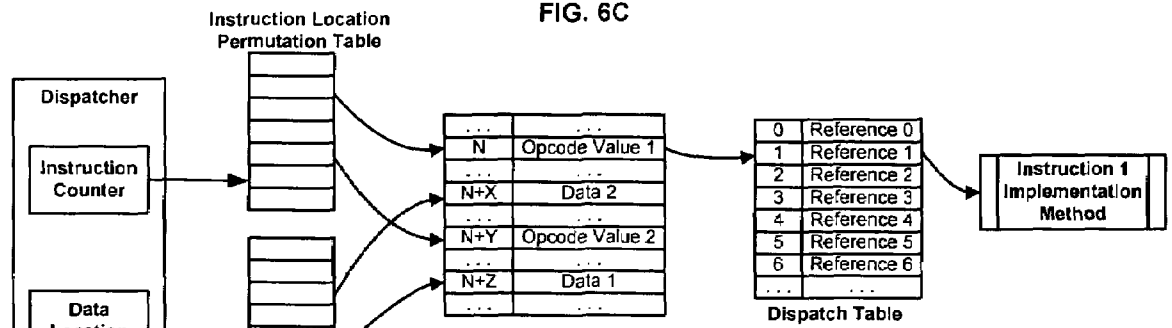 FIG. 6C
Instruction Location
Permutation Table
Dispatcher
Instruction
Counter
Data
Location
. . . . . .
N Opcode Value 1
. . . . . .
N+X Data 2
. . . . . .
N+Y Opcode Value 2
. . . . . .
N+Z Data 1
. . . . . .
0 Reference 0
1 Reference 1
2 Reference 2
3 Reference 3
4 Reference 4
5 Reference 5
6 Reference 6
. . . . . .
Dispatch Table
Instruction 1
Implementation
Method